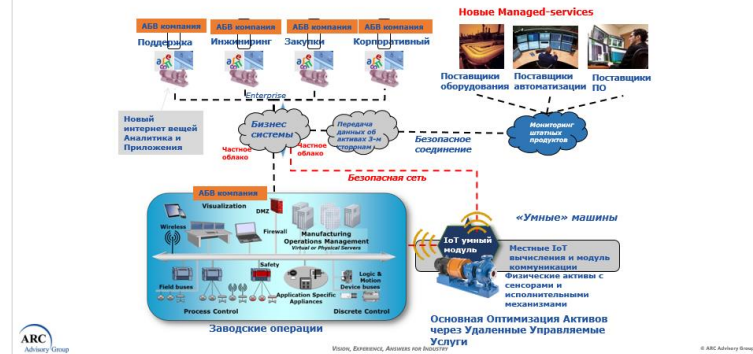 АБВ компания
АБВ компания
АБВ компания
АБВ компания
Поддержка
Инжиниринг
Закупки
Корпоративный
Новые Managed-services
Поставщики
оборудования
Поставщики
автоматизации
Поставщики
ПО
Enterprise
Новый
интернет вещей
Аналитика и
Приложения
Бизнес
системы
Передача
данных об
активах 3-м
сторонам
Безопасное
соединение
Мониторинг
штатных
продуктов
Частное
облако
Частное
облако
Безопасная сеть
АБВ компания
Visualization
DMZ
Wireless
Firewall
Manufacturing
Operations Management
Virtual or Physical Servers
Safety
Field buses
Application Specific
Appliances
Logic &
Motion
Device buses
Process Control
Discrete Control
Заводские операции
«Умные» машины
IoT умный
модуль
Местные IoT
вычисления и модуль
коммуникации
Физические активы с
сенсорами и
исполнительными
механизмами
Основная Оптимизация Активов
через Удаленные Управляемые
Услуги
ARC
Advisory Group
VISION, EXPERIENCE, ANSWERS FOR INDUSTRY
© ARC Advisory Group